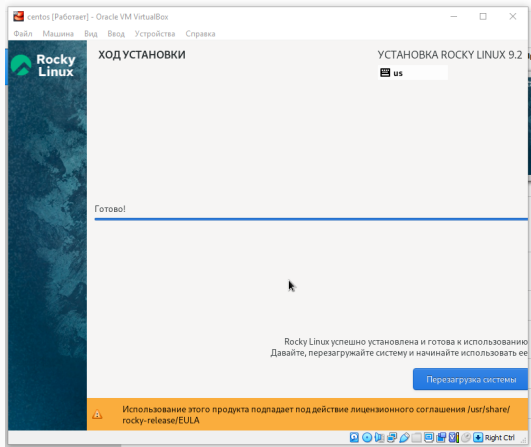 centos [Работает] - Oracle VM VirtualBox
Файл Машина Вид Ввод Устройства Справка
Rocky
Linux
ХОД УСТАНОВКИ
УСТАНОВКА ROCKY LINUX 9.2
us
Готово!
Rocky Linux успешно установлена и готова к использованию
Давайте, перезагружайте систему и начинайте использовать ее
Перезагрузка системы
Использование этого продукта подпадает под действие лицензионного соглашения /usr/share/
rocky-release/EULA
Right Ctrl